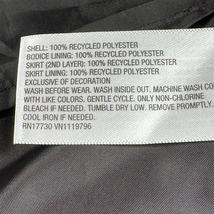 SHELL: 100% RECYCLED POLYESTER
BODICE LINING: 100% RECYCLED POLYESTER
SKIRT (2ND LAYER): 100% RECYCLED POLYESTER
SKIRT LINING: 100% RECYCLED POLYESTER
EXCLUSIVE OF DECORATION
WASH BEFORE WEAR. WASH INSIDE OUT. MACHINE WASH COLD
WITH LIKE COLORS. GENTLE CYCLE. ONLY NON-CHLORINE
BLEACH IF NEEDED. TUMBLE DRY LOW. REMOVE PROMPTLY.
COOL IRON IF NEEDED.
RN17730 VN1119796